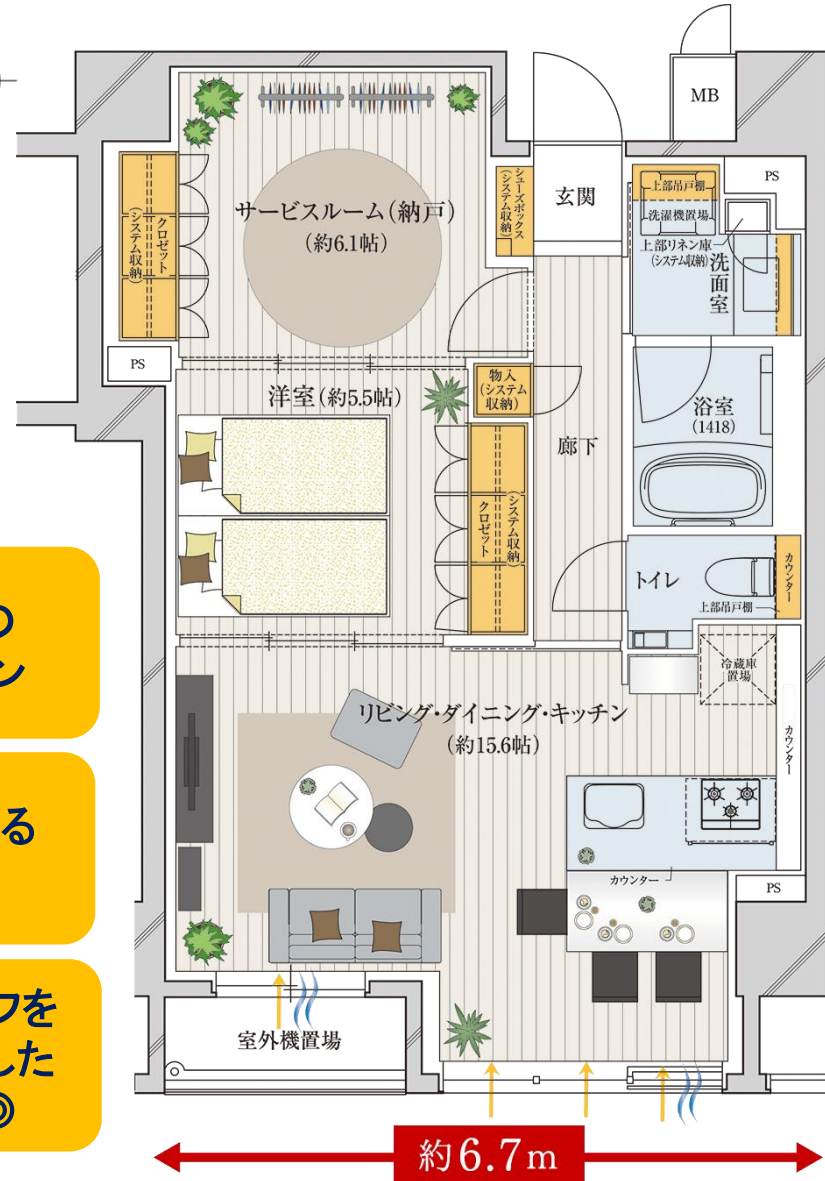 MB
PS
上部吊戸棚
洗濯機置場
上部リネン庫
(システム収納)
洗面室
玄関
シューズボックス
(システム収納)
サービスルーム(納戸)
(約6.1帖)
クロゼット
(システム収納)
PS
洋室(約5.5帖)
物入
(システム
収納)
廊下
浴室
(1418)
クロゼット
(システム収納)
トイレ
カウンター
上部吊戸棚
冷蔵庫
置場
カウンター
リビング・ダイニング・キッチン
(約15.6帖)
カウンター
PS
室外機置場
約6.7m
の
ン
る
フを
した
◎